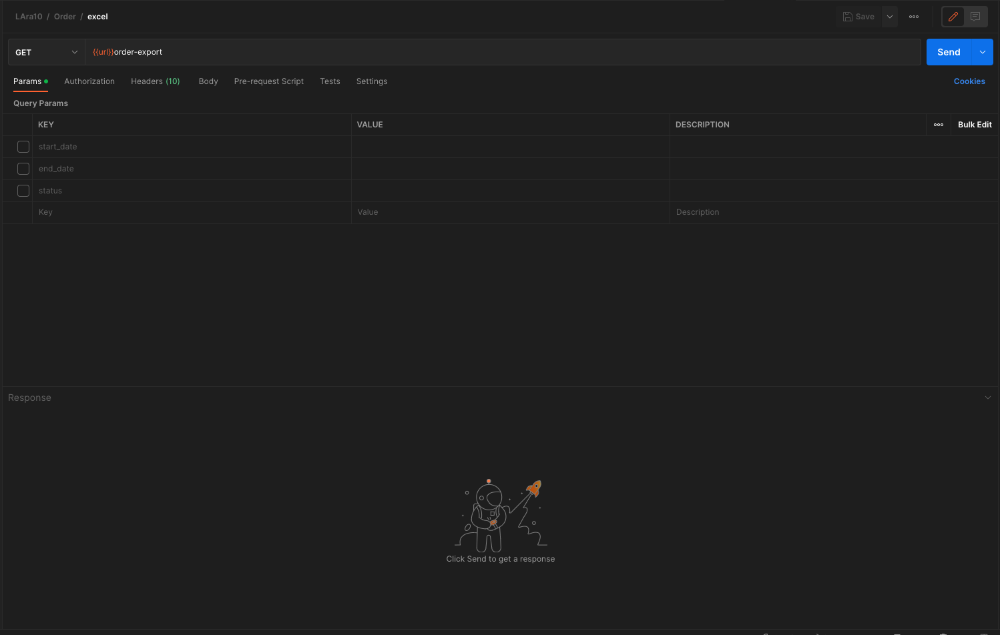 LAra10 / Order / excel
Save
GET
{{url}}order-export
Send
Params
Authorization
Headers (10)
Body
Pre-request Script
Tests
Settings
Cookies
Query Params
KEY
VALUE
DESCRIPTION
Bulk Edit
start_date
end_date
status
Key
Value
Description
Response
Click Send to get a response